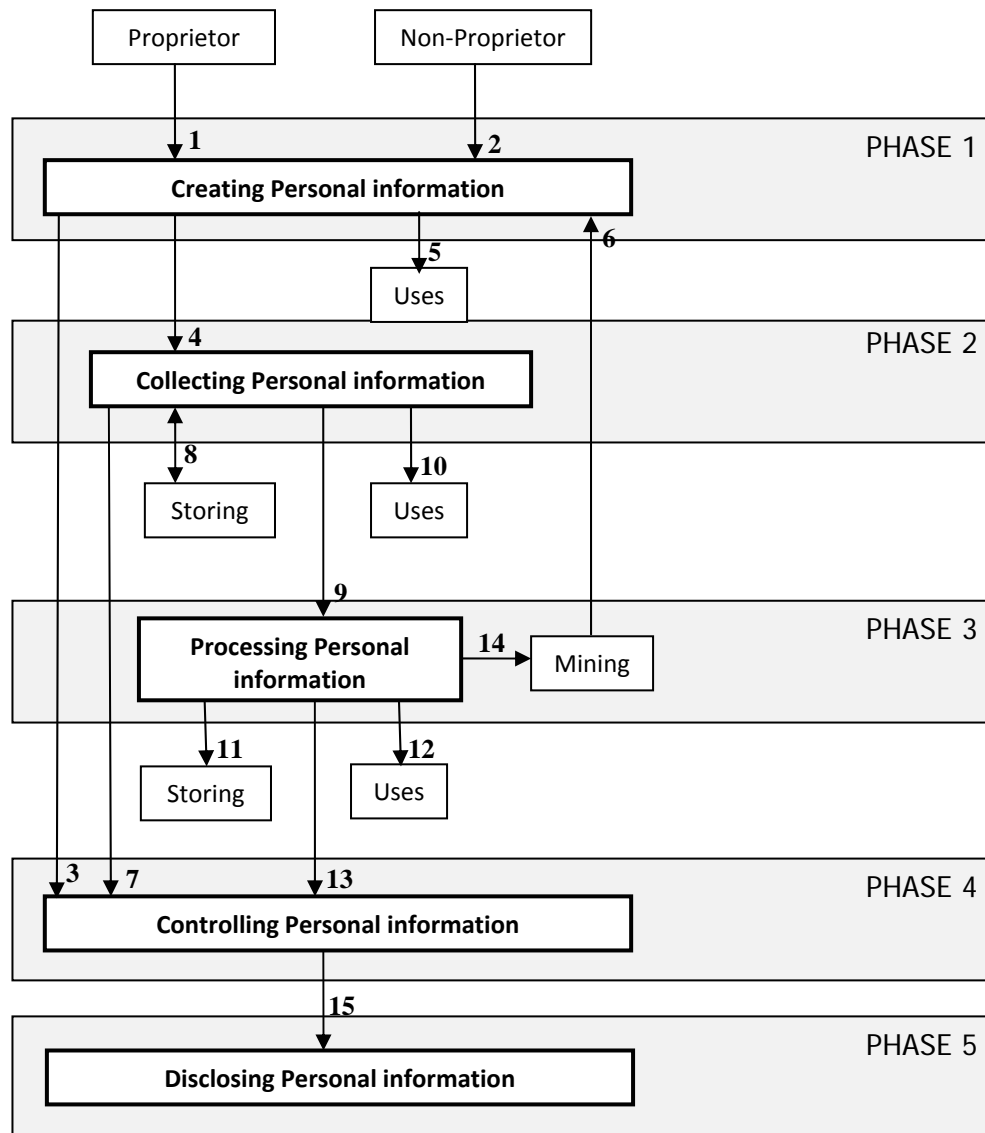 Proprietor
Non-Proprietor
1
2
PHASE 1
Creating Personal information
5
6
Uses
4
PHASE 2
Collecting Personal information
8
10
Storing
Uses
9
PHASE 3
Processing Personal
information
14
Mining
11
12
Storing
Uses
3
7
13
PHASE 4
Controlling Personal information
15
PHASE 5
Disclosing Personal information